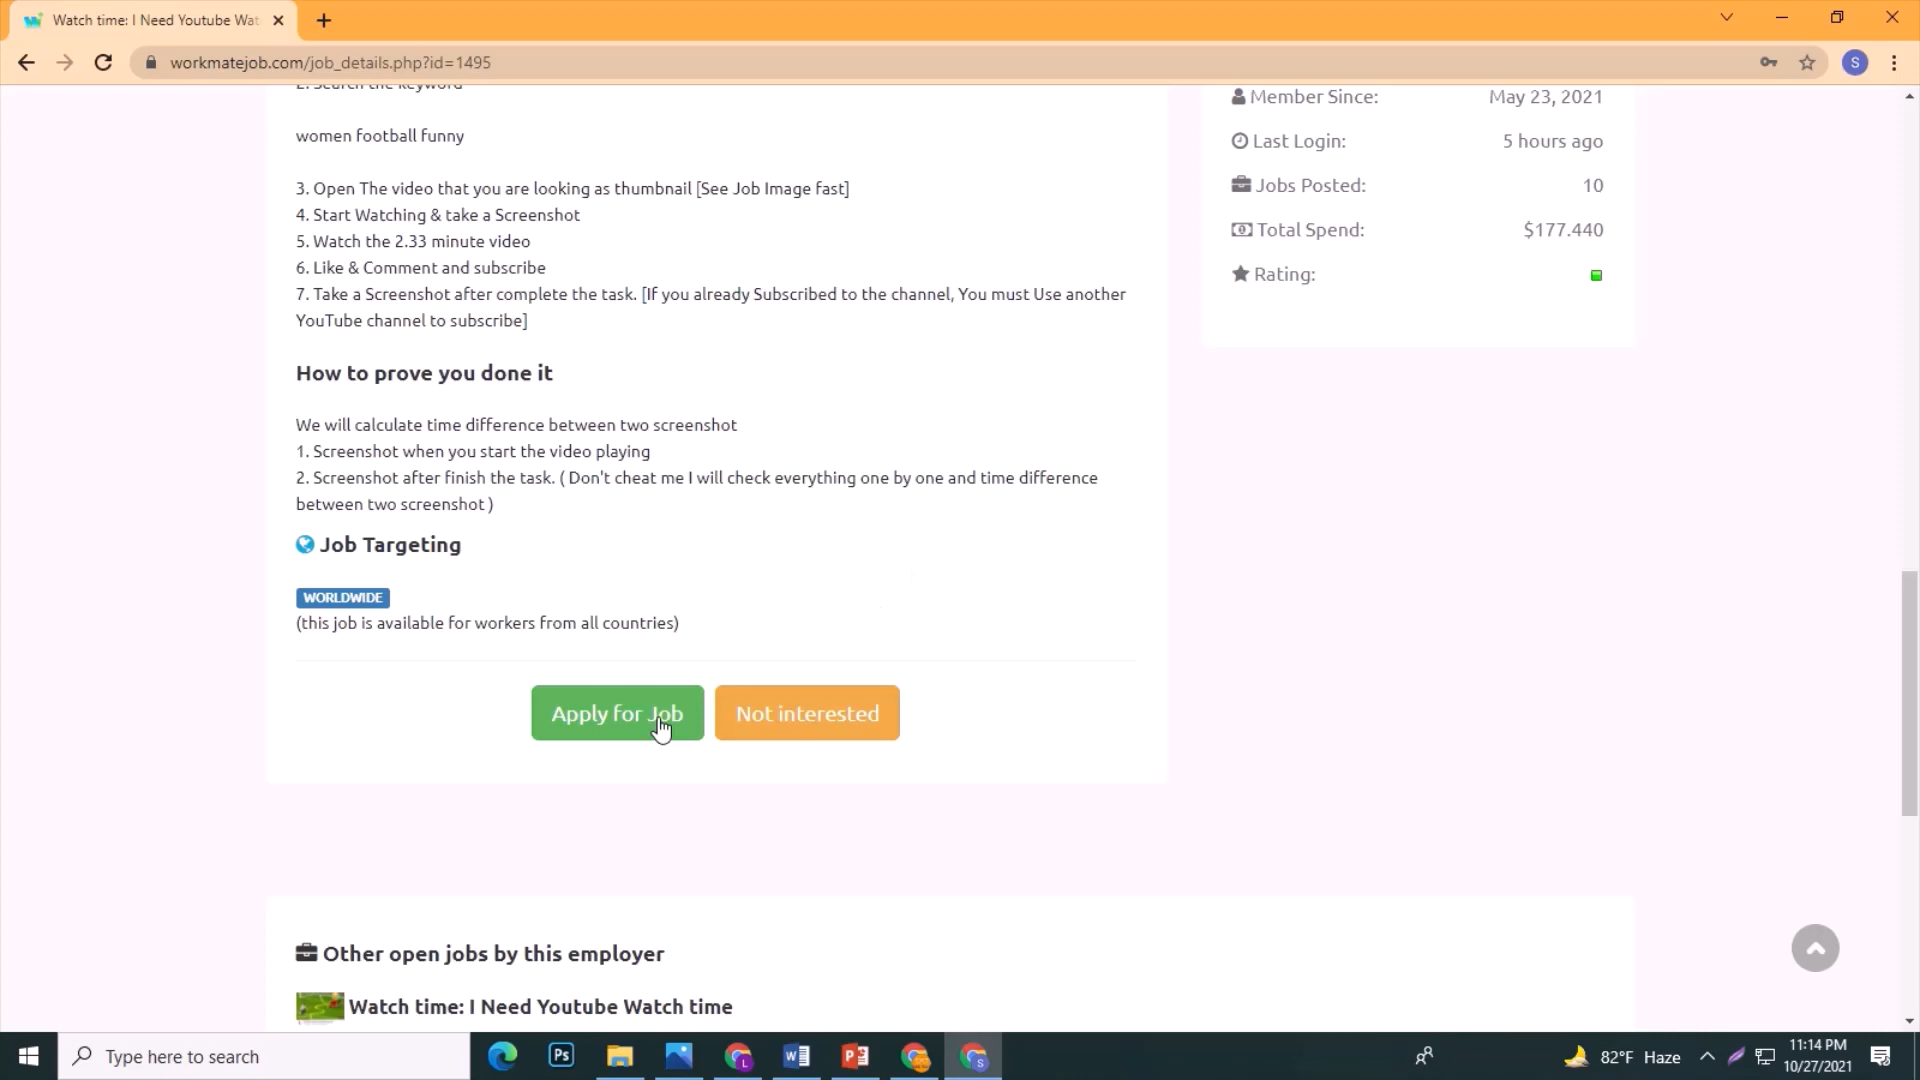 Watch time: I Need Youtube Wat
workmatejob.com/job_details.php?id=1495
S
2. Search the keyword
women football funny
3. Open The video that you are looking as thumbnail [See Job Image fast]
4. Start Watching & take a Screenshot
5. Watch the 2.33 minute video
6. Like & Comment and subscribe
7. Take a Screenshot after complete the task. [If you already Subscribed to the channel, You must Use another
YouTube channel to subscribe]
How to prove you done it
We will calculate time difference between two screenshot
1. Screenshot when you start the video playing
2. Screenshot after finish the task. ( Don't cheat me I will check everything one by one and time difference
between two screenshot )
Job Targeting
WORLDWIDE
(this job is available for workers from all countries)
Apply for Job
Not interested
Member Since: May 23, 2021
Last Login: 5 hours ago
Jobs Posted: 10
Total Spend: $177.440
Rating:
Other open jobs by this employer
Watch time: I Need Youtube Watch time
Type here to search
Ps
L
W
P
S
82°F Haze
11:14 PM
10/27/2021